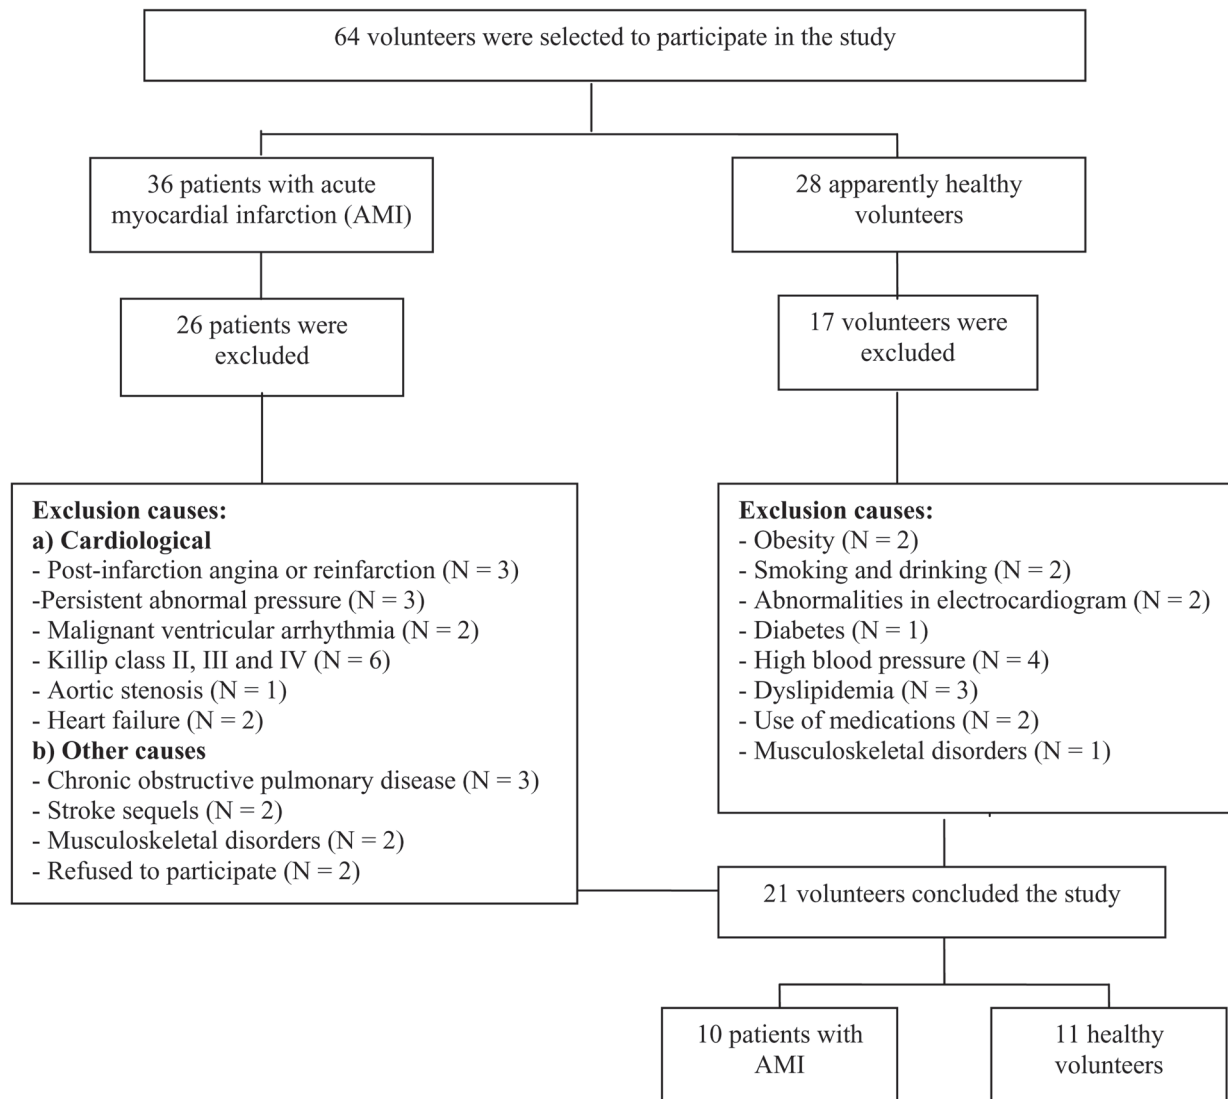 64 volunteers were selected to participate in the study
36 patients with acute
myocardial infarction (AMI)
28 apparently healthy
volunteers
26 patients were
excluded
17 volunteers were
excluded
Exclusion causes:
a) Cardiological
- Post-infarction angina or reinfarction (N = 3)
-Persistent abnormal pressure (N = 3)
- Malignant ventricular arrhythmia (N = 2)
- Killip class II, III and IV (N = 6)
- Aortic stenosis (N = 1)
- Heart failure (N = 2)
b) Other causes
- Chronic obstructive pulmonary disease (N = 3)
- Stroke sequels (N = 2)
- Musculoskeletal disorders (N = 2)
- Refused to participate (N = 2)
Exclusion causes:
- Obesity (N = 2)
- Smoking and drinking (N = 2)
- Abnormalities in electrocardiogram (N = 2)
- Diabetes (N = 1)
- High blood pressure (N = 4)
- Dyslipidemia (N = 3)
- Use of medications (N = 2)
- Musculoskeletal disorders (N = 1)
21 volunteers concluded the study
10 patients with
AMI
11 healthy
volunteers